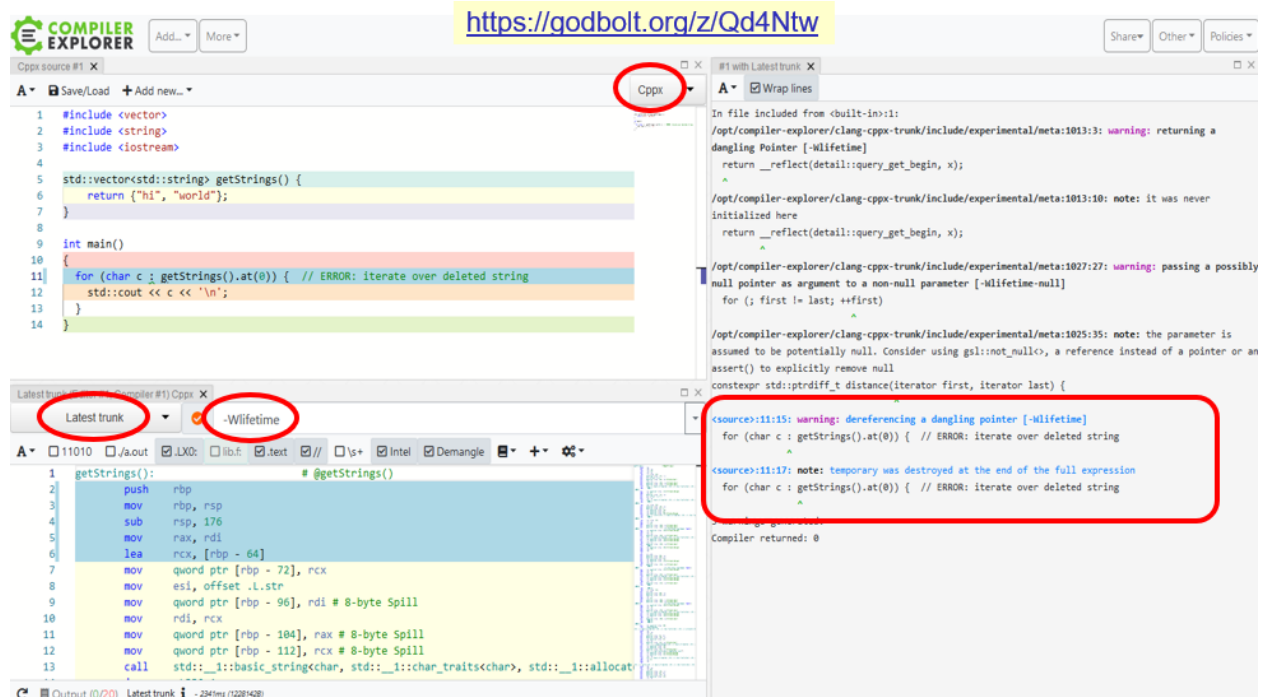 https://godbolt.org/z/Qd4Ntw
COMPILER
EXPLORER
Add...
More
Share
Other
Policies
Cppx source #1 X
A Save/Load + Add new...
Cppx
1 #include <vector>
2 #include <string>
3 #include <iostream>
4
5 std::vector<std::string> getStrings() {
6 return {"hi", "world"};
7 }
8
9 int main()
10 {
11 for (char c : getStrings().at(0)) { // ERROR: iterate over deleted string
12 std::cout << c << '\n';
13 }
14 }
Latest trunk Compiler #1) Cppx X
Latest trunk
-Wlifetime
A 11010 ./a.out .LX0: lib.f: .text // \s+ Intel Demangle
1 getStrings(): # @getStrings()
2 push rbp
3 mov rbp, rsp
4 sub rsp, 176
5 mov rax, rdi
6 lea rcx, [rbp - 64]
7 mov qword ptr [rbp - 72], rcx
8 mov esi, offset .L.str
9 mov qword ptr [rbp - 96], rdi # 8-byte Spill
10 mov rdi, rcx
11 mov qword ptr [rbp - 104], rax # 8-byte Spill
12 mov qword ptr [rbp - 112], rcx # 8-byte Spill
13 call std::__1::basic_string<char, std::__1::char_traits<char>, std::__1::allocat
Output (0/20) Latest trunk i - 2341ms (12281428)
#1 with Latest trunk X
A Wrap lines
In file included from <built-in>:1:
/opt/compiler-explorer/clang-cppx-trunk/include/experimental/meta:1013:3: warning: returning a
dangling Pointer [-Wlifetime]
return __reflect(detail::query_get_begin, x);
^
/opt/compiler-explorer/clang-cppx-trunk/include/experimental/meta:1013:10: note: it was never
initialized here
return __reflect(detail::query_get_begin, x);
^
/opt/compiler-explorer/clang-cppx-trunk/include/experimental/meta:1027:27: warning: passing a possibly
null pointer as argument to a non-null parameter [-Wlifetime-null]
for (; first != last; ++first)
^
/opt/compiler-explorer/clang-cppx-trunk/include/experimental/meta:1025:35: note: the parameter is
assumed to be potentially null. Consider using gsl::not_null<>, a reference instead of a pointer or an
assert() to explicitly remove null
constexpr std::ptrdiff_t distance(iterator first, iterator last) {
^
<source>:11:15: warning: dereferencing a dangling pointer [-Wlifetime]
for (char c : getStrings().at(0)) { // ERROR: iterate over deleted string
^
<source>:11:17: note: temporary was destroyed at the end of the full expression
for (char c : getStrings().at(0)) { // ERROR: iterate over deleted string
^
warnings generated.
Compiler returned: 0